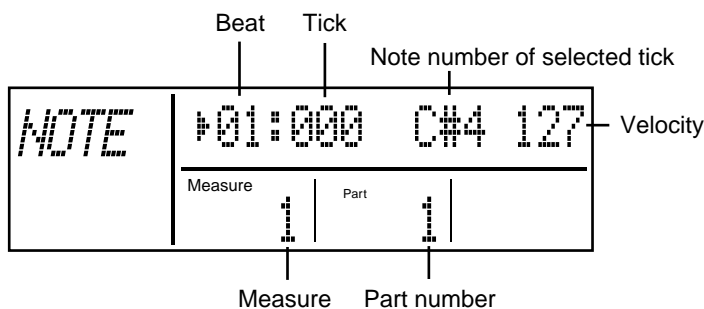 Beat Tick
Note number of selected tick
NOTE 01:000 C#4 127 Velocity
Measure Part
1 1
Measure Part number